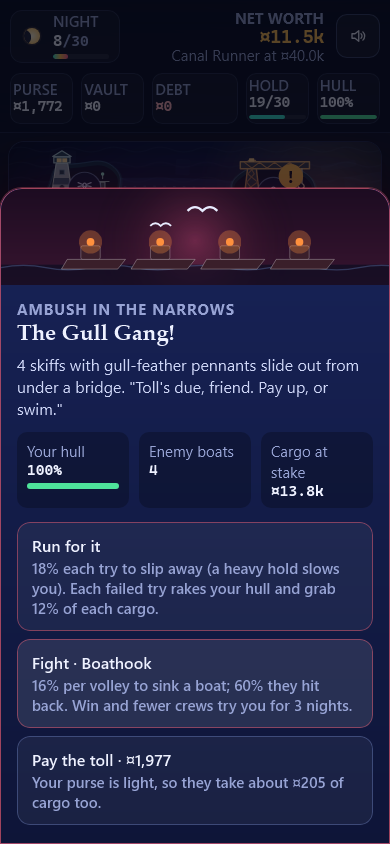 NIGHT
8/30
NET WORTH
¤11.5k
Canal Runner at ¤40.0k
PURSE
¤1,772
VAULT
¤0
DEBT
¤0
HOLD
19/30
HULL
100%
!
AMBUSH IN THE NARROWS
The Gull Gang!
4 skiffs with gull-feather pennants slide out from
under a bridge. "Toll's due, friend. Pay up, or
swim."
Your hull
100%
Enemy boats
4
Cargo at
stake
¤13.8k
Run for it
18% each try to slip away (a heavy hold slows
you). Each failed try rakes your hull and grab
12% of each cargo.
Fight · Boathook
16% per volley to sink a boat; 60% they hit
back. Win and fewer crews try you for 3 nights.
Pay the toll · ¤1,977
Your purse is light, so they take about ¤205 of
cargo too.